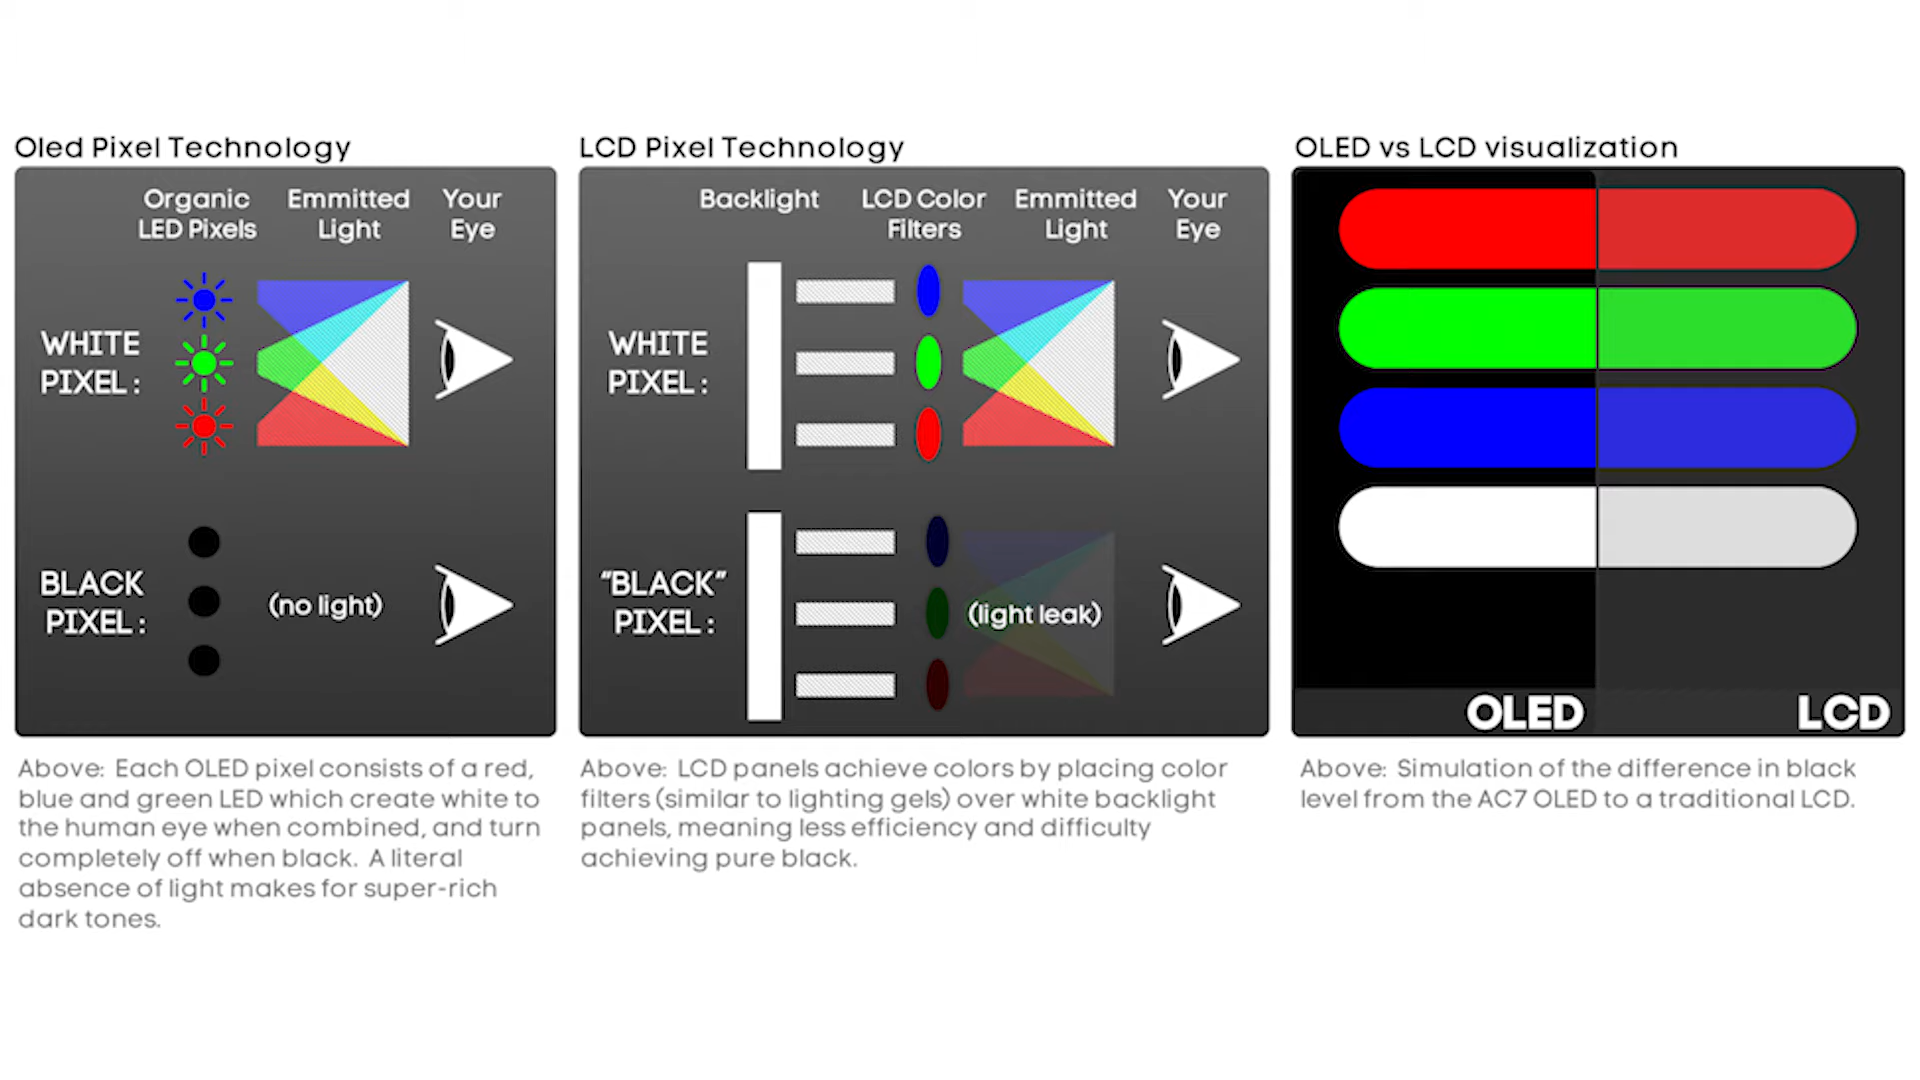 Oled Pixel Technology
Organic
LED Pixels
Emmitted
Light
Your
Eye
WHITE
PIXEL :
BLACK
PIXEL :
(no light)
Above: Each OLED pixel consists of a red,
blue and green LED which create white to
the human eye when combined, and turn
completely off when black. A literal
absence of light makes for super-rich
dark tones.
LCD Pixel Technology
Backlight
LCD Color
Filters
Emmitted
Light
Your
Eye
WHITE
PIXEL :
“BLACK”
PIXEL :
(light leak)
Above: LCD panels achieve colors by placing color
filters (similar to lighting gels) over white backlight
panels, meaning less efficiency and difficulty
achieving pure black.
OLED vs LCD visualization
OLED
LCD
Above: Simulation of the difference in black
level from the AC7 OLED to a traditional LCD.